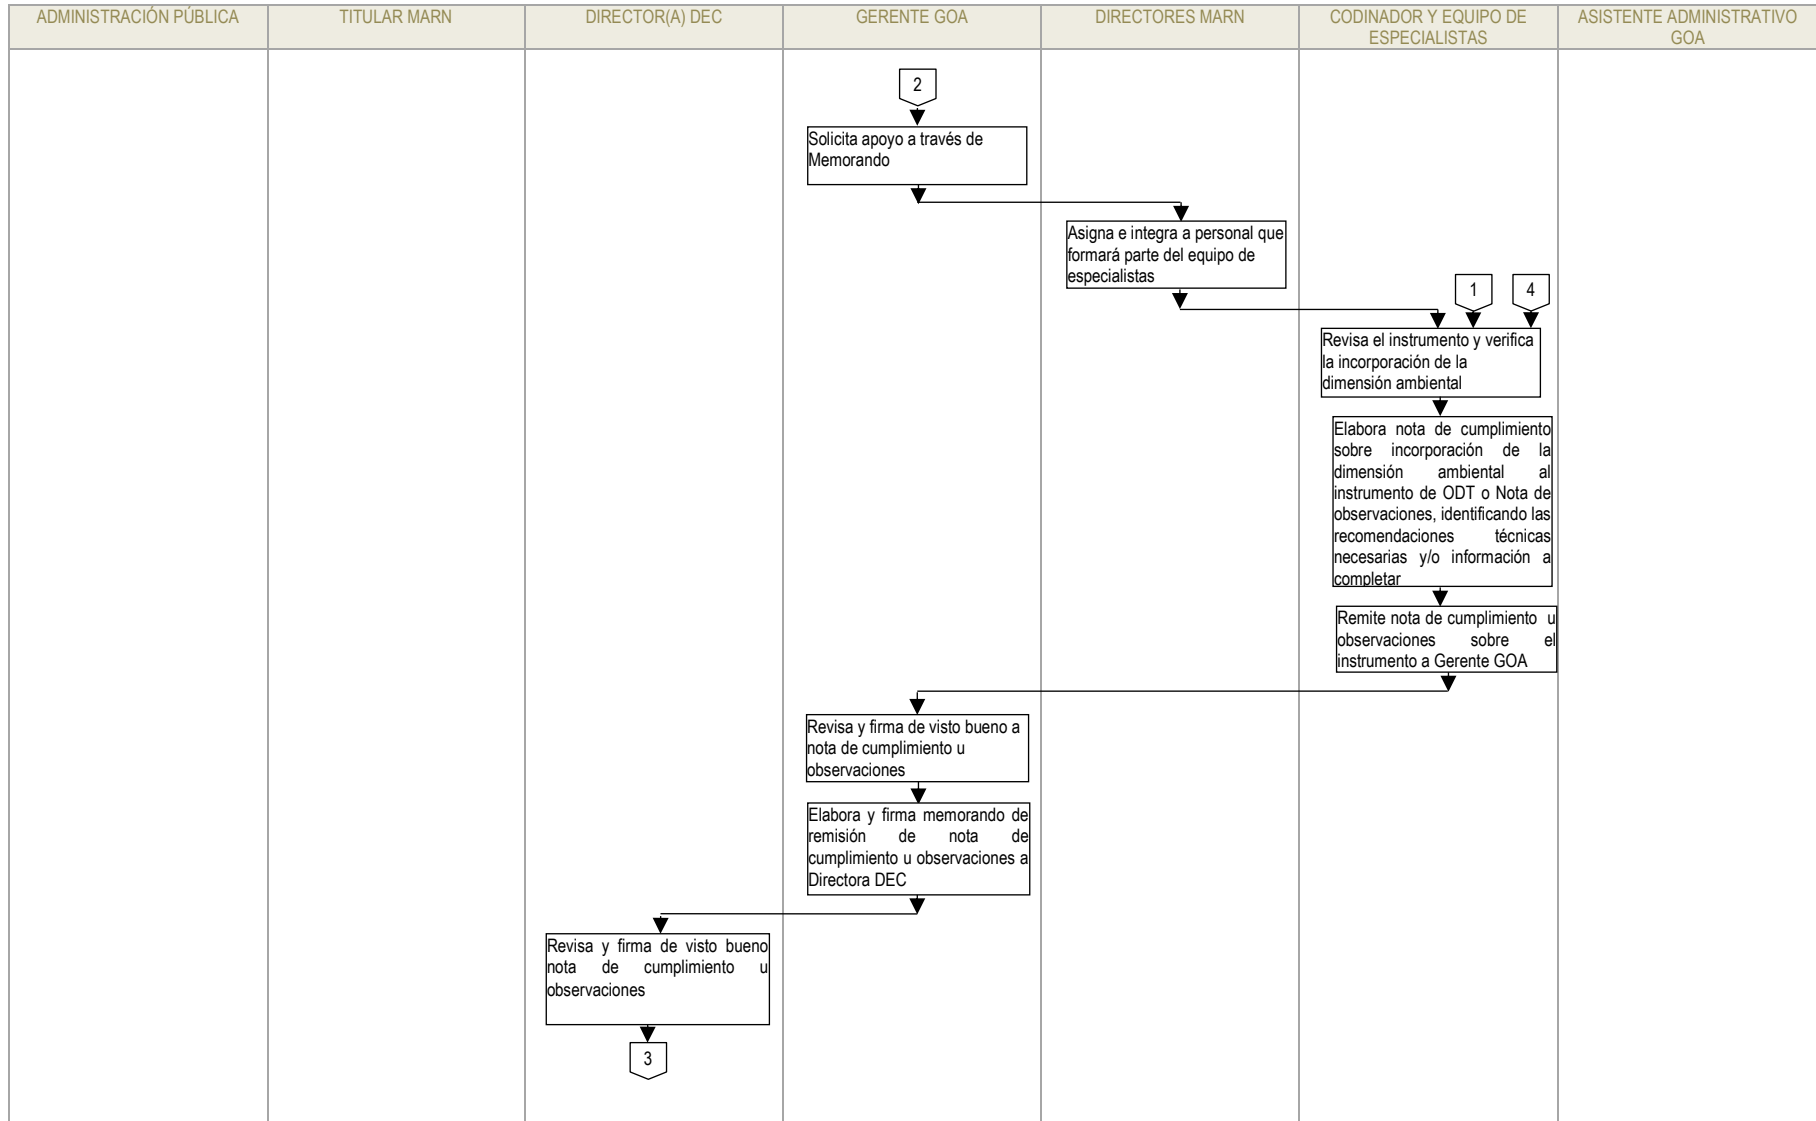 ADMINISTRACIÓN PÚBLICA
TITULAR MARN
DIRECTOR(A) DEC
GERENTE GOA
DIRECTORES MARN
CODINADOR Y EQUIPO DE
ESPECIALISTAS
ASISTENTE ADMINISTRATIVO
GOA
2
Solicita apoyo a través de
Memorando
Asigna e integra a personal que
formará parte del equipo de
especialistas
1
4
Revisa el instrumento y verifica
la incorporación de la
dimensión ambiental
Elabora nota de cumplimiento
sobre incorporación de la
dimensión ambiental al
instrumento de ODT o Nota de
observaciones, identificando las
recomendaciones técnicas
necesarias y/o información a
completar
Remite nota de cumplimiento u
observaciones sobre el
instrumento a Gerente GOA
Revisa y firma de visto bueno a
nota de cumplimiento u
observaciones
Elabora y firma memorando de
remisión de nota de
cumplimiento u observaciones a
Directora DEC
Revisa y firma de visto bueno
nota de cumplimiento u
observaciones
3